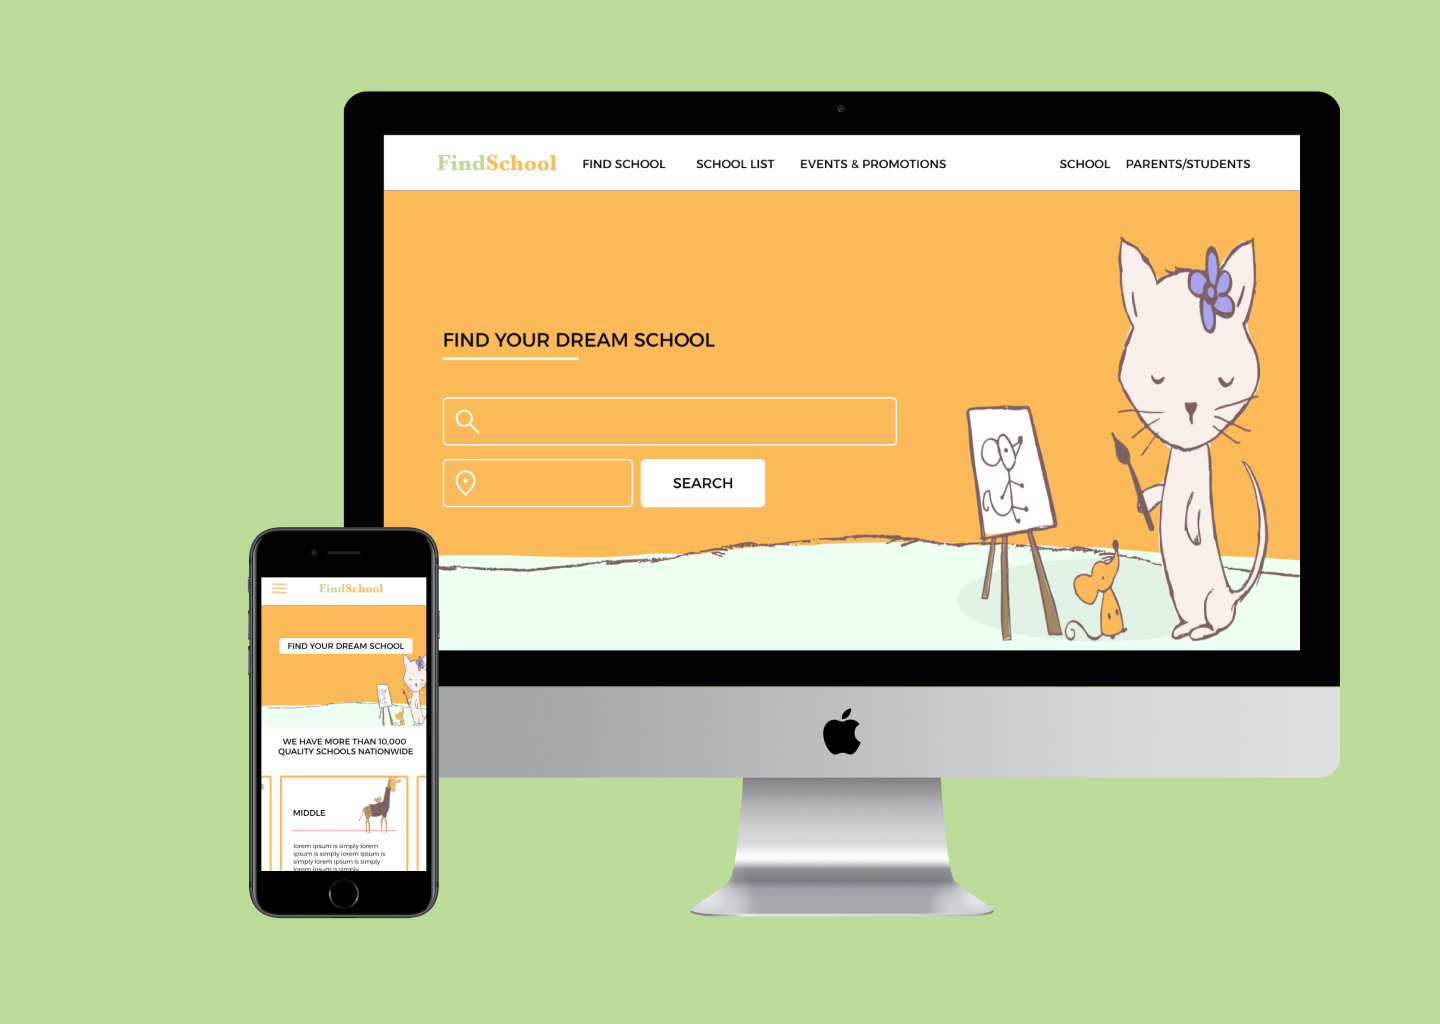 FindSchool
FIND SCHOOL
SCHOOL LIST
EVENTS & PROMOTIONS
SCHOOL
PARENTS/STUDENTS
FIND YOUR DREAM SCHOOL
SEARCH
FindSchool
FIND YOUR DREAM SCHOOL
WE HAVE MORE THAN 10,000
QUALITY SCHOOLS NATIONWIDE
MIDDLE
lorem ipsum is simply lorem
ipsum is simply lorem ipsum is
simply lorem ipsum is simply
lorem ipsum is simply